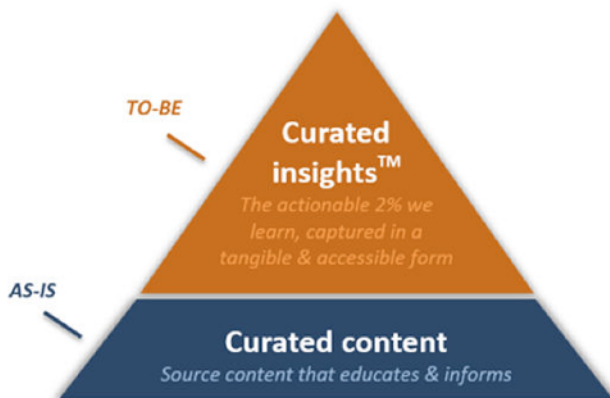 TO-BE
Curated
insights™
The actionable 2% we
learn, captured in a
tangible & accessible form
AS-IS
Curated content
Source content that educates & informs